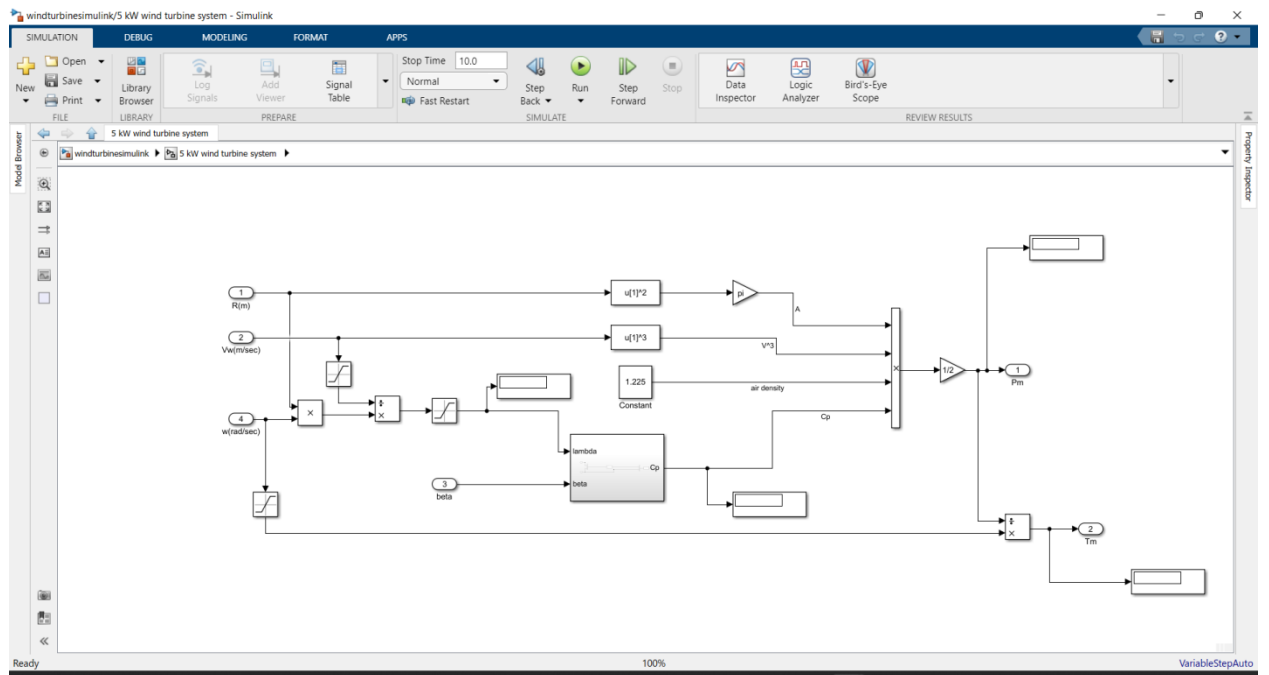 windturbinesimulink/5 kW wind turbine system - Simulink
SIMULATION DEBUG MODELING FORMAT APPS
New
Open
Save
Print
FILE
Library
Browser
LIBRARY
Log
Signals
Add
Viewer
Signal
Table
PREPARE
Stop Time 10.0
Normal
Fast Restart
Step
Back
Run
Step
Forward
Stop
SIMULATE
Data
Inspector
Logic
Analyzer
Bird's-Eye
Scope
REVIEW RESULTS
Model Browser
5 kW wind turbine system
windturbinesimulink 5 kW wind turbine system
Property Inspector
1
R(m)
u[1]^2
pi
A
2
Vw(m/sec)
u[1]^3
V^3
1.225
Constant
air density
×
1/2
1
Pm
4
w(rad/sec)
×
÷
×
lambda
beta
Cp
Cp
3
beta
÷
×
2
Tm
Ready
100%
VariableStepAuto